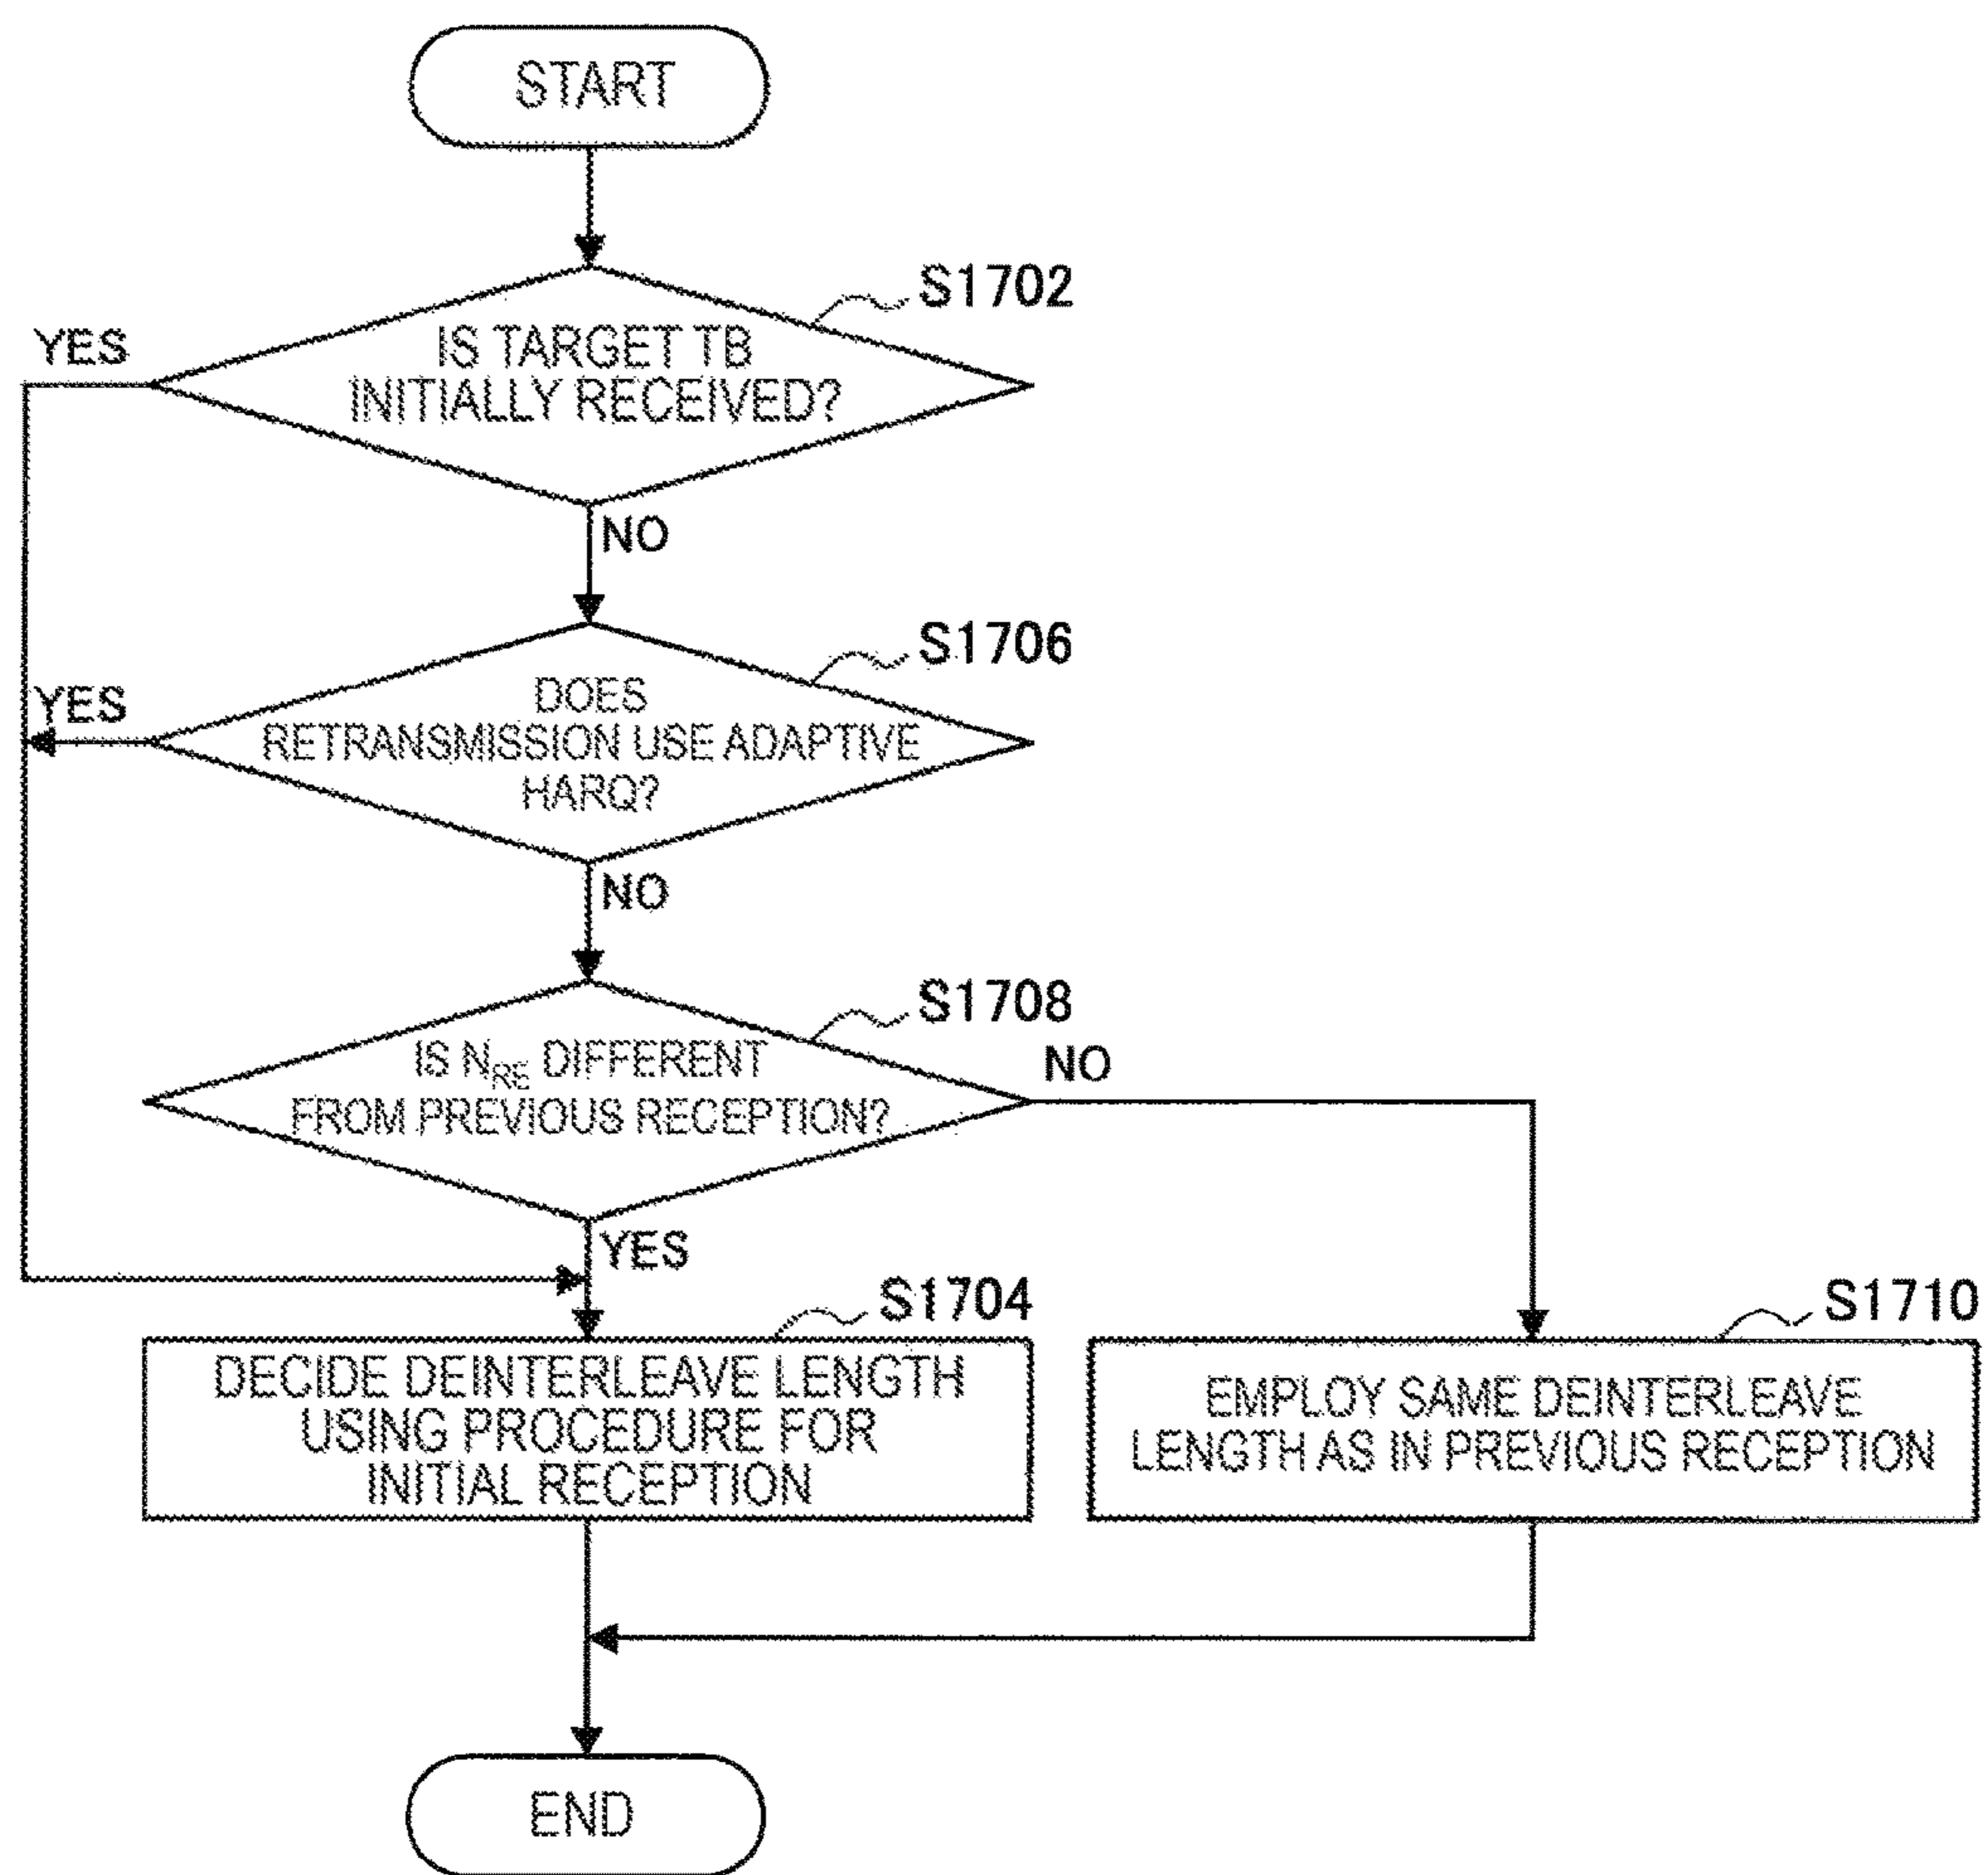 START
S1702
YES
IS TARGET TB
INITIALLY RECEIVED?
NO
S1706
YES
DOES
RETRANSMISSION USE ADAPTIVE
HARQ?
NO
S1708
IS NRE DIFFERENT
FROM PREVIOUS RECEPTION?
NO
YES
S1704
DECIDE DEINTERLEAVE LENGTH
USING PROCEDURE FOR
INITIAL RECEPTION
S1710
EMPLOY SAME DEINTERLEAVE
LENGTH AS IN PREVIOUS RECEPTION
END